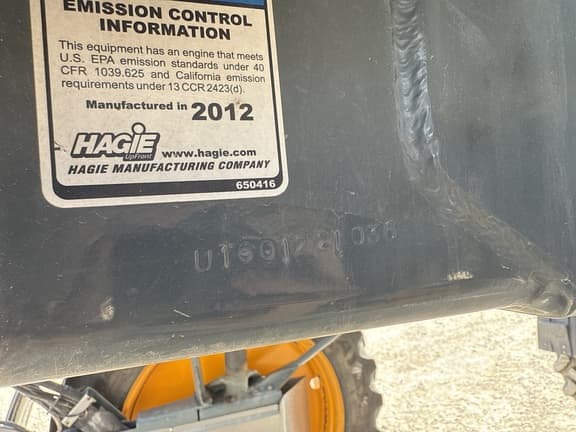 EMISSION CONTROL
INFORMATION
This equipment has an engine that meets
U.S. EPA emission standards under 40
CFR 1039.625 and California emission
requirements under 13 CCR 2423(d).
Manufactured in 2012
HAGIE
UpFront
www.hagie.com
HAGIE MANUFACTURING COMPANY
650416